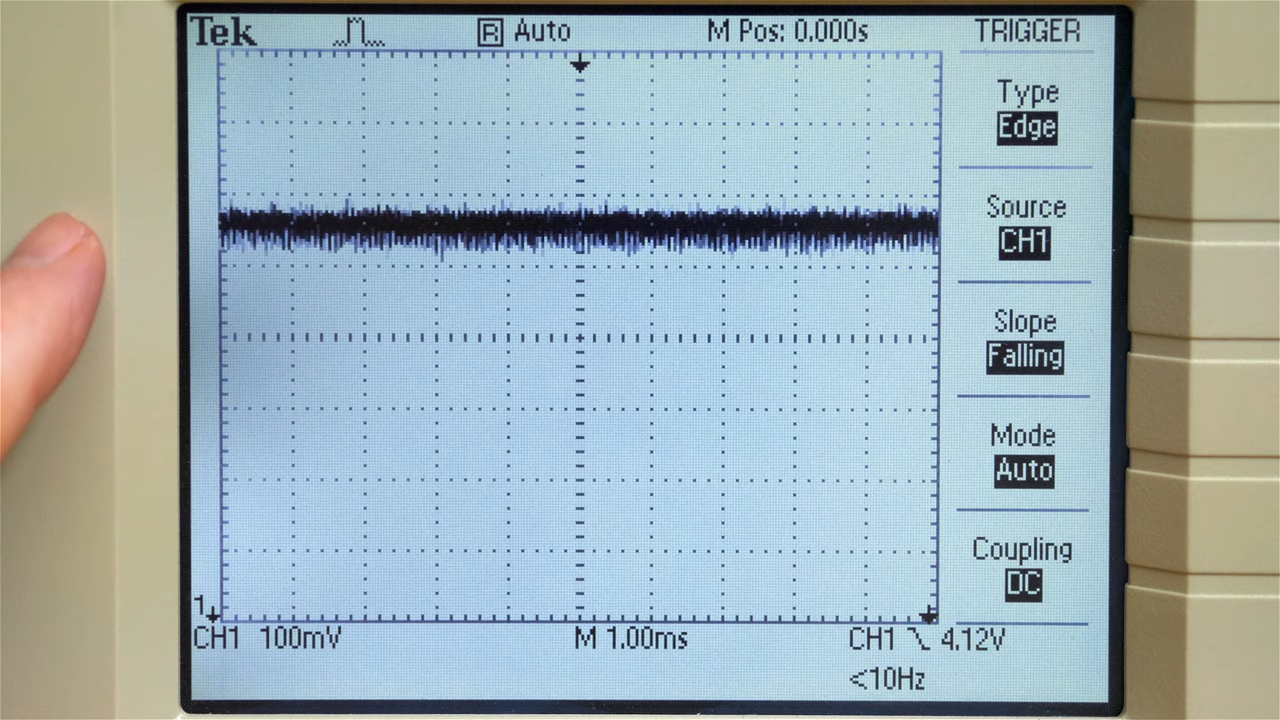 Tek R Auto M Pos: 0.000s TRIGGER
Type
Edge
Source
CH1
Slope
Falling
Mode
Auto
Coupling
DC
1
CH1 100mV M 1.00ms CH1 4.12V
<10Hz